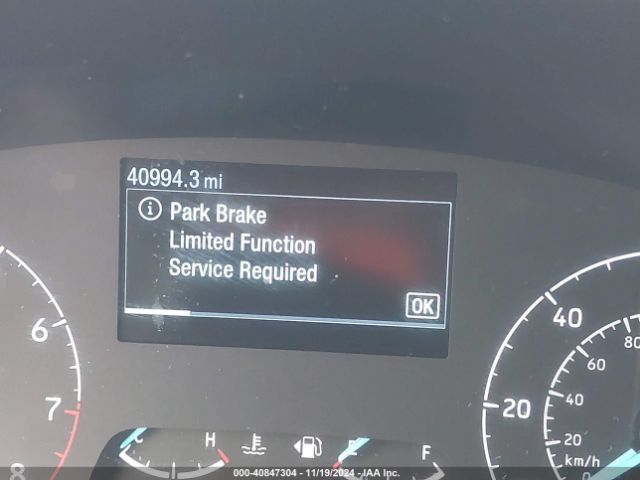 40994.3 mi
Park Brake
Limited Function
Service Required
OK
6
7
8
40
20
80
60
40
20
km/h
0
C H
E F
000-40847304 - 11/19/2024 - IAA Inc.